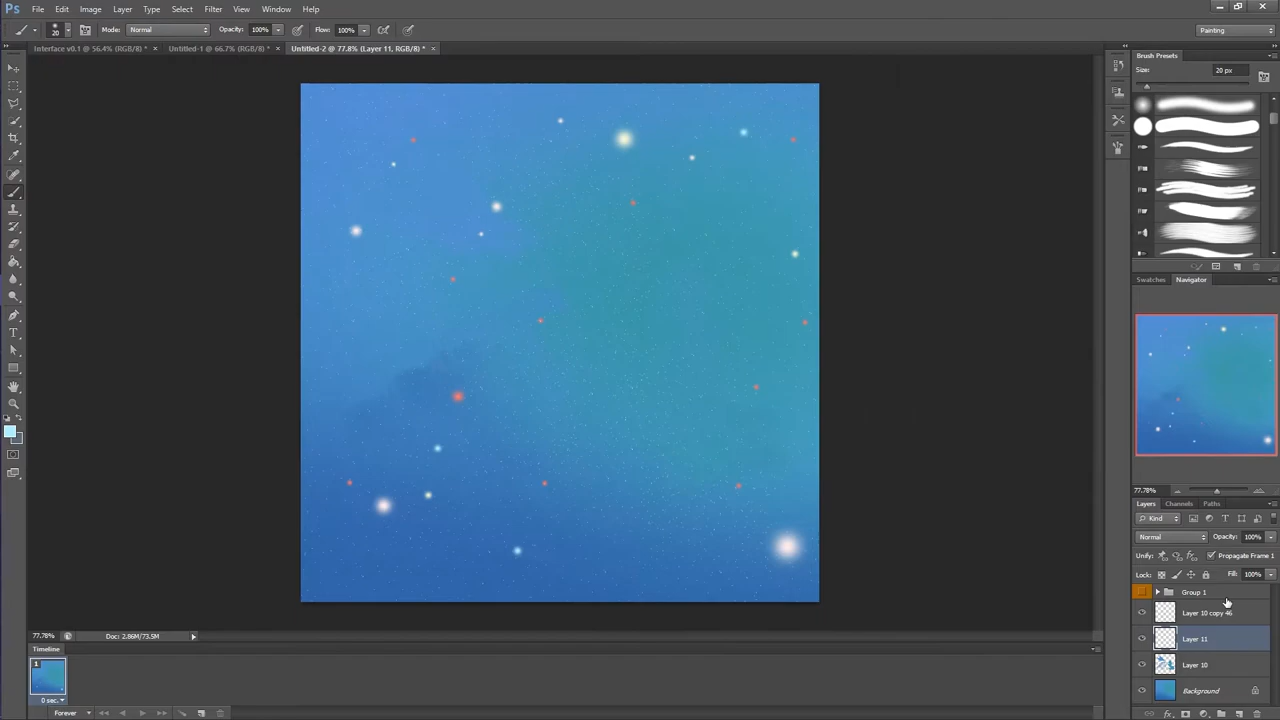 Ps File Edit Image Layer Type Select Filter View Window Help
20 Mode: Normal Opacity: 100% Flow: 100% Painting
Interface v0.1 @ 56.4% (RGB/8) * × Untitled-1 @ 66.7% (RGB/8) * × Untitled-2 @ 77.8% (Layer 11, RGB/8) * ×
Brush Presets
Size: 20 px
Swatches Navigator
77.78%
Layers Channels Paths
Kind
Normal Opacity: 100%
Unify: Propagate Frame 1
Lock: Fill: 100%
Group 1
Layer 10 copy 46
Layer 11
Layer 10
Background
77.78% Doc: 2.86M/73.5M
Timeline
1
0 sec.
Forever